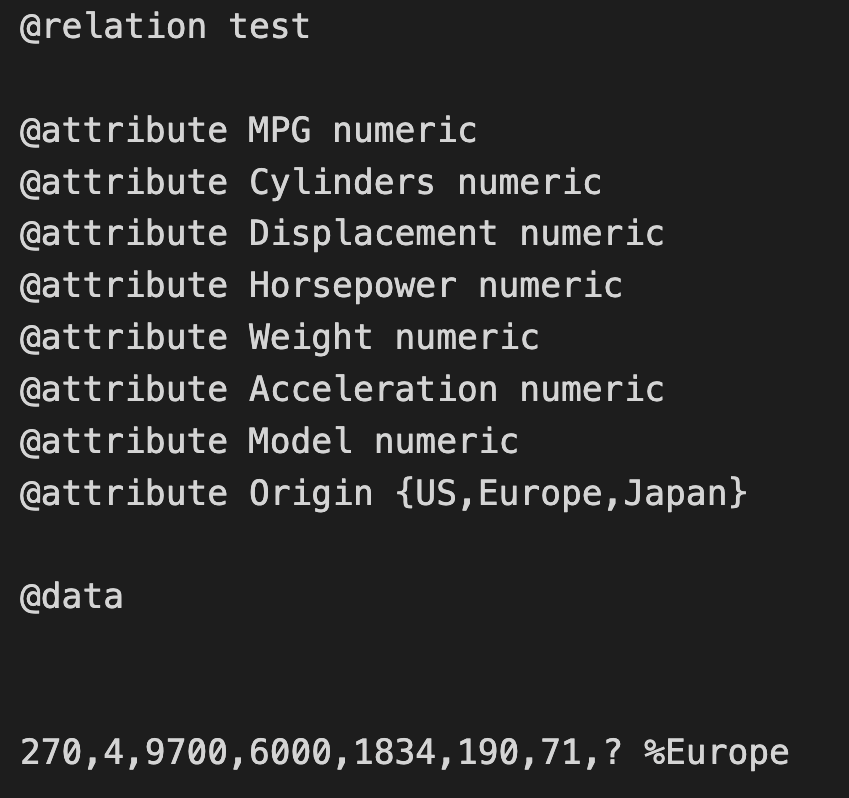 @relation test
@attribute MPG numeric
@attribute Cylinders numeric
@attribute Displacement numeric
@attribute Horsepower numeric
@attribute Weight numeric
@attribute Acceleration numeric
@attribute Model numeric
@attribute Origin {US,Europe,Japan}
@data
270,4,9700,6000,1834,190,71,? %Europe